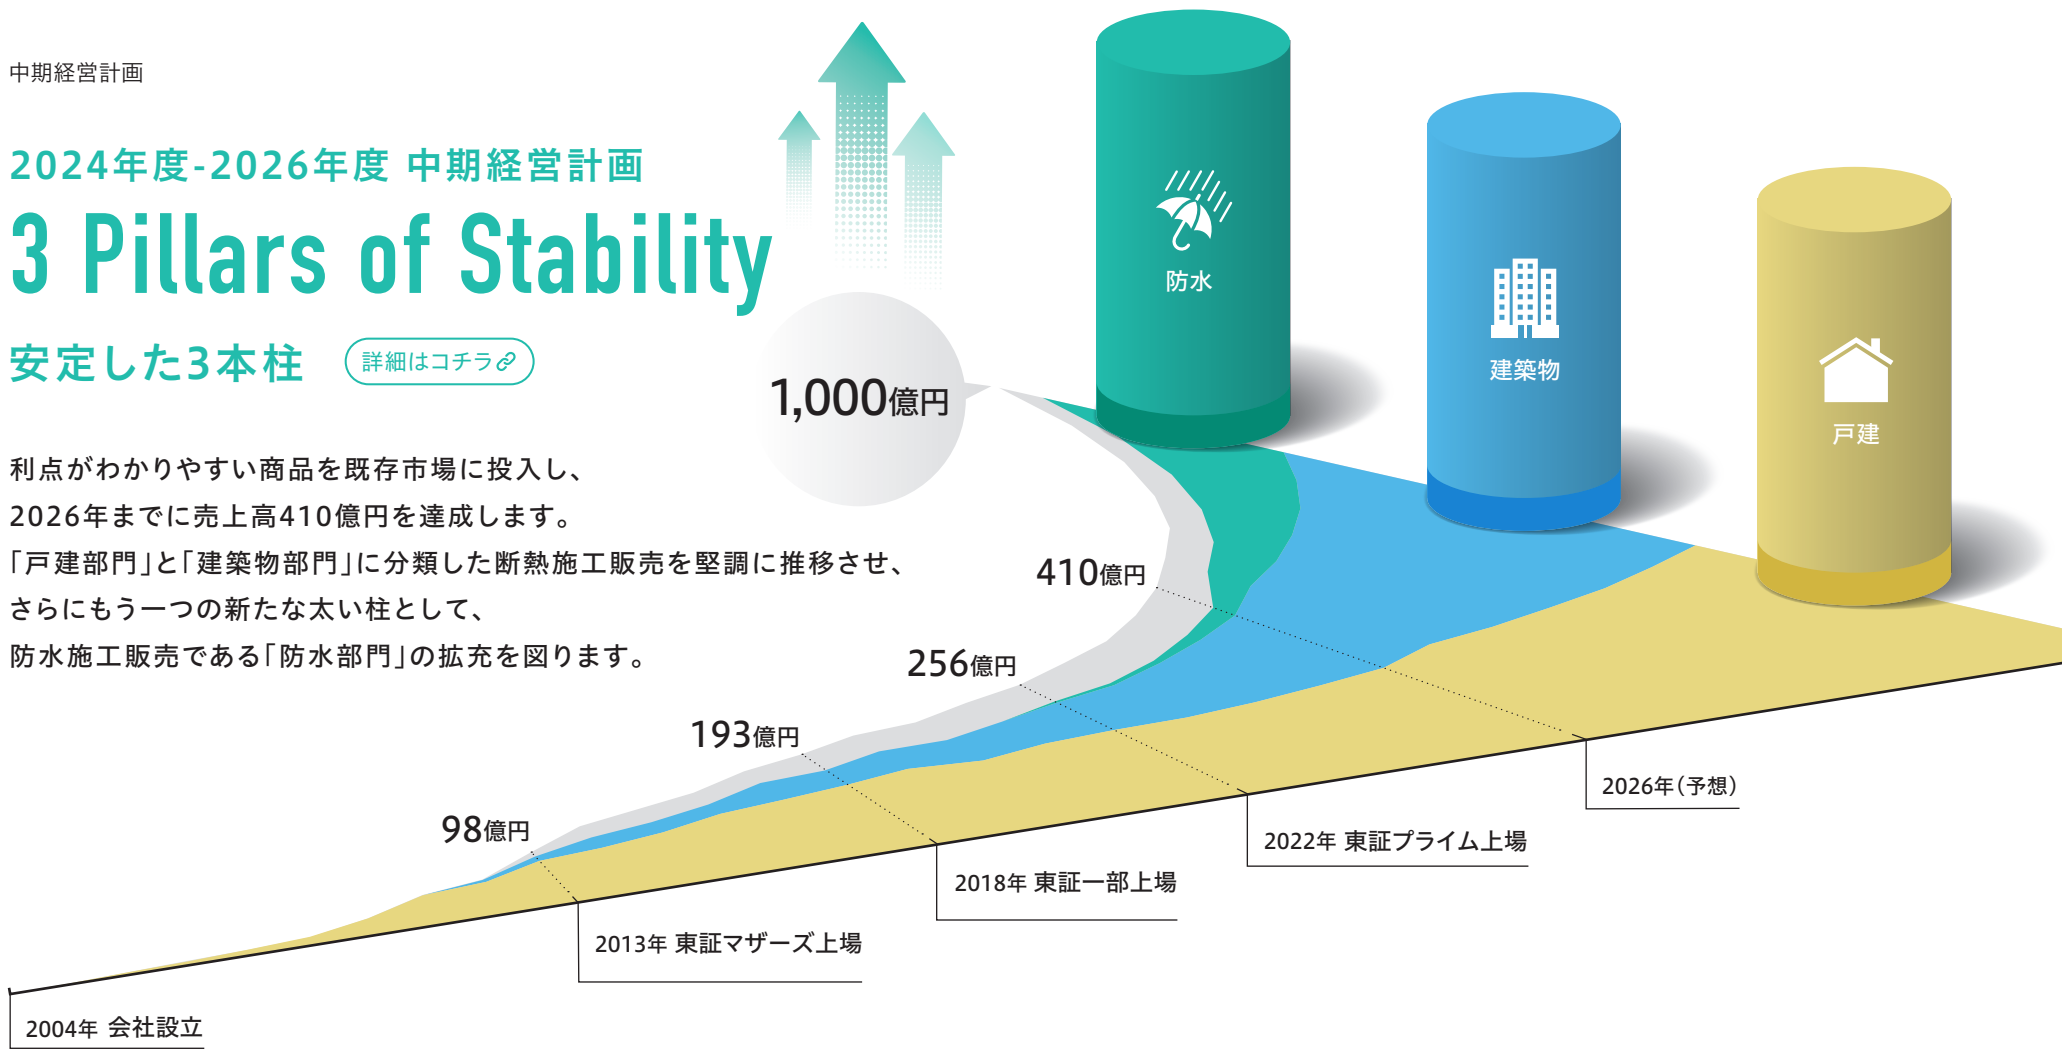 中期経営計画
2024年度-2026年度 中期経営計画
3 Pillars of Stability
安定した3本柱
詳細はコチラ
利点がわかりやすい商品を既存市場に投入し、
2026年までに売上高410億円を達成します。
「戸建部門」と「建築物部門」に分類した断熱施工販売を堅調に推移させ、
さらにもう一つの新たな太い柱として、
防水施工販売である「防水部門」の拡充を図ります。
防水
建築物
戸建
1,000億円
410億円
256億円
193億円
98億円
2026年(予想)
2022年 東証プライム上場
2018年 東証一部上場
2013年 東証マザーズ上場
2004年 会社設立